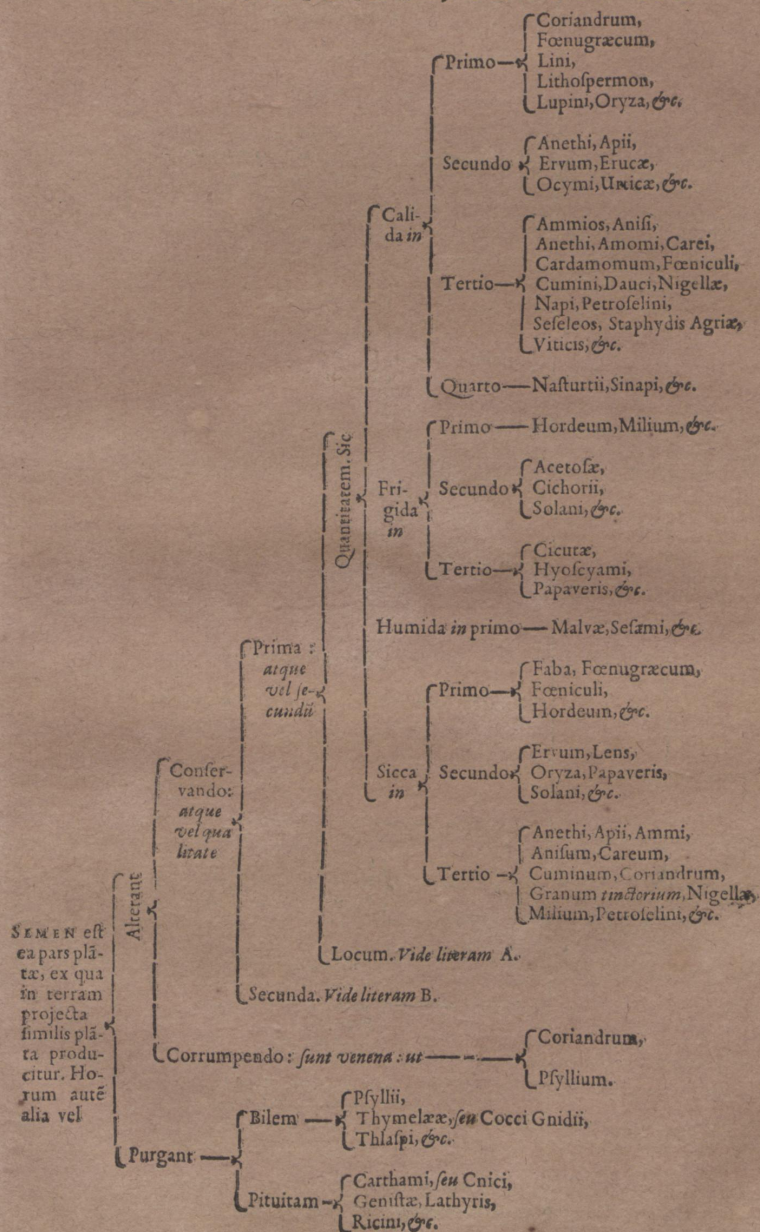 SEMEN est
ea pars plã-
tæ, ex qua
in terram
projecta
similis plã-
ta produ-
citur. Ho-
rum autẽ
alia vel
Alterant
Conser-
vando:
atque
vel qua
litate
Prima :
atque
vel se-
cundũ
Quantitatem. Sic
Cali-
da in
Primo
Coriandrum,
Fœnugræcum,
Lini,
Lithospermon,
Lupini, Oryza, &c.
Secundo
Anethi, Apii,
Ervum, Erucæ,
Ocymi, Urticæ, &c.
Tertio
Ammios, Anisi,
Anethi, Amomi, Carei,
Cardamomum, Fœniculi,
Cumini, Dauci, Nigellæ,
Napi, Petroselini,
Seseleos, Staphydis Agriæ,
Viticis, &c.
Quarto — Nasturtii, Sinapi, &c.
Fri-
gida
in
Primo — Hordeum, Milium, &c.
Secundo
Acetosæ,
Cichorii,
Solani, &c.
Tertio
Cicutæ,
Hyoscyami,
Papaveris, &c.
Humida in primo — Malvæ, Sesami, &c.
Sicca
in
Primo
Faba, Fœnugræcum,
Fœniculi,
Hordeum, &c.
Secundo
Ervum, Lens,
Oryza, Papaveris,
Solani, &c.
Tertio
Anethi, Apii, Ammi,
Anisum, Careum,
Cuminum, Coriandrum,
Granum tinctorium, Nigellæ,
Milium, Petroselini, &c.
Locum. Vide literam A.
Secunda. Vide literam B.
Corrumpendo : sunt venena : ut
Coriandrum,
Psyllium.
Purgant
Bilem
Psyllii,
Thymelææ, seu Cocci Gnidii,
Thlaspi, &c.
Pituitam
Carthami, seu Cnici,
Genistæ, Lathyris,
Ricini, &c.